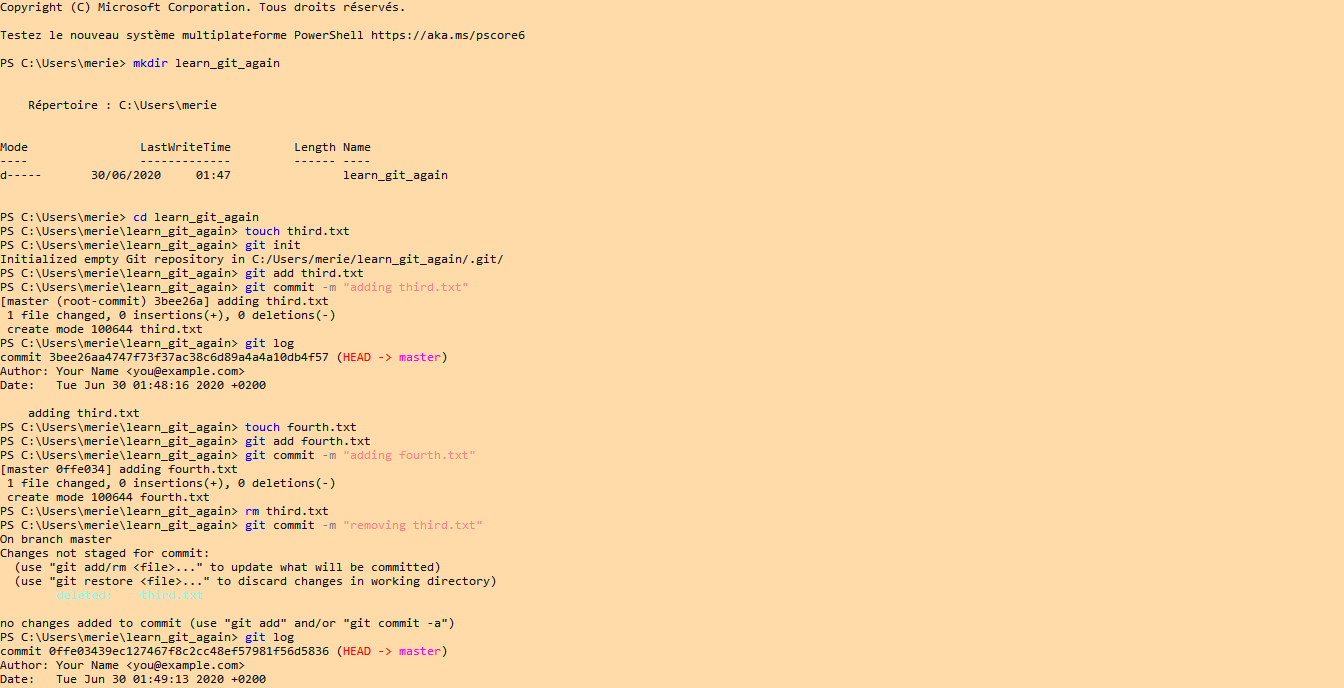 Copyright (C) Microsoft Corporation. Tous droits réservés.
Testez le nouveau système multiplateforme PowerShell https://aka.ms/pscore6
PS C:\Users\merie> mkdir learn_git_again
Répertoire : C:\Users\merie
Mode                LastWriteTime         Length Name
----                -------------         ------ ----
d-----       30/06/2020     01:47                learn_git_again
PS C:\Users\merie> cd learn_git_again
PS C:\Users\merie\learn_git_again> touch third.txt
PS C:\Users\merie\learn_git_again> git init
Initialized empty Git repository in C:/Users/merie/learn_git_again/.git/
PS C:\Users\merie\learn_git_again> git add third.txt
PS C:\Users\merie\learn_git_again> git commit -m "adding third.txt"
[master (root-commit) 3bee26a] adding third.txt
 1 file changed, 0 insertions(+), 0 deletions(-)
 create mode 100644 third.txt
PS C:\Users\merie\learn_git_again> git log
commit 3bee26aa4747f73f37ac38c6d89a4a4a10db4f57 (HEAD -> master)
Author: Your Name <you@example.com>
Date:   Tue Jun 30 01:48:16 2020 +0200
    adding third.txt
PS C:\Users\merie\learn_git_again> touch fourth.txt
PS C:\Users\merie\learn_git_again> git add fourth.txt
PS C:\Users\merie\learn_git_again> git commit -m "adding fourth.txt"
[master 0ffe034] adding fourth.txt
 1 file changed, 0 insertions(+), 0 deletions(-)
 create mode 100644 fourth.txt
PS C:\Users\merie\learn_git_again> rm third.txt
PS C:\Users\merie\learn_git_again> git commit -m "removing third.txt"
On branch master
Changes not staged for commit:
  (use "git add/rm <file>..." to update what will be committed)
  (use "git restore <file>..." to discard changes in working directory)
        deleted:    third.txt
no changes added to commit (use "git add" and/or "git commit -a")
PS C:\Users\merie\learn_git_again> git log
commit 0ffe03439ec127467f8c2cc48ef57981f56d5836 (HEAD -> master)
Author: Your Name <you@example.com>
Date:   Tue Jun 30 01:49:13 2020 +0200